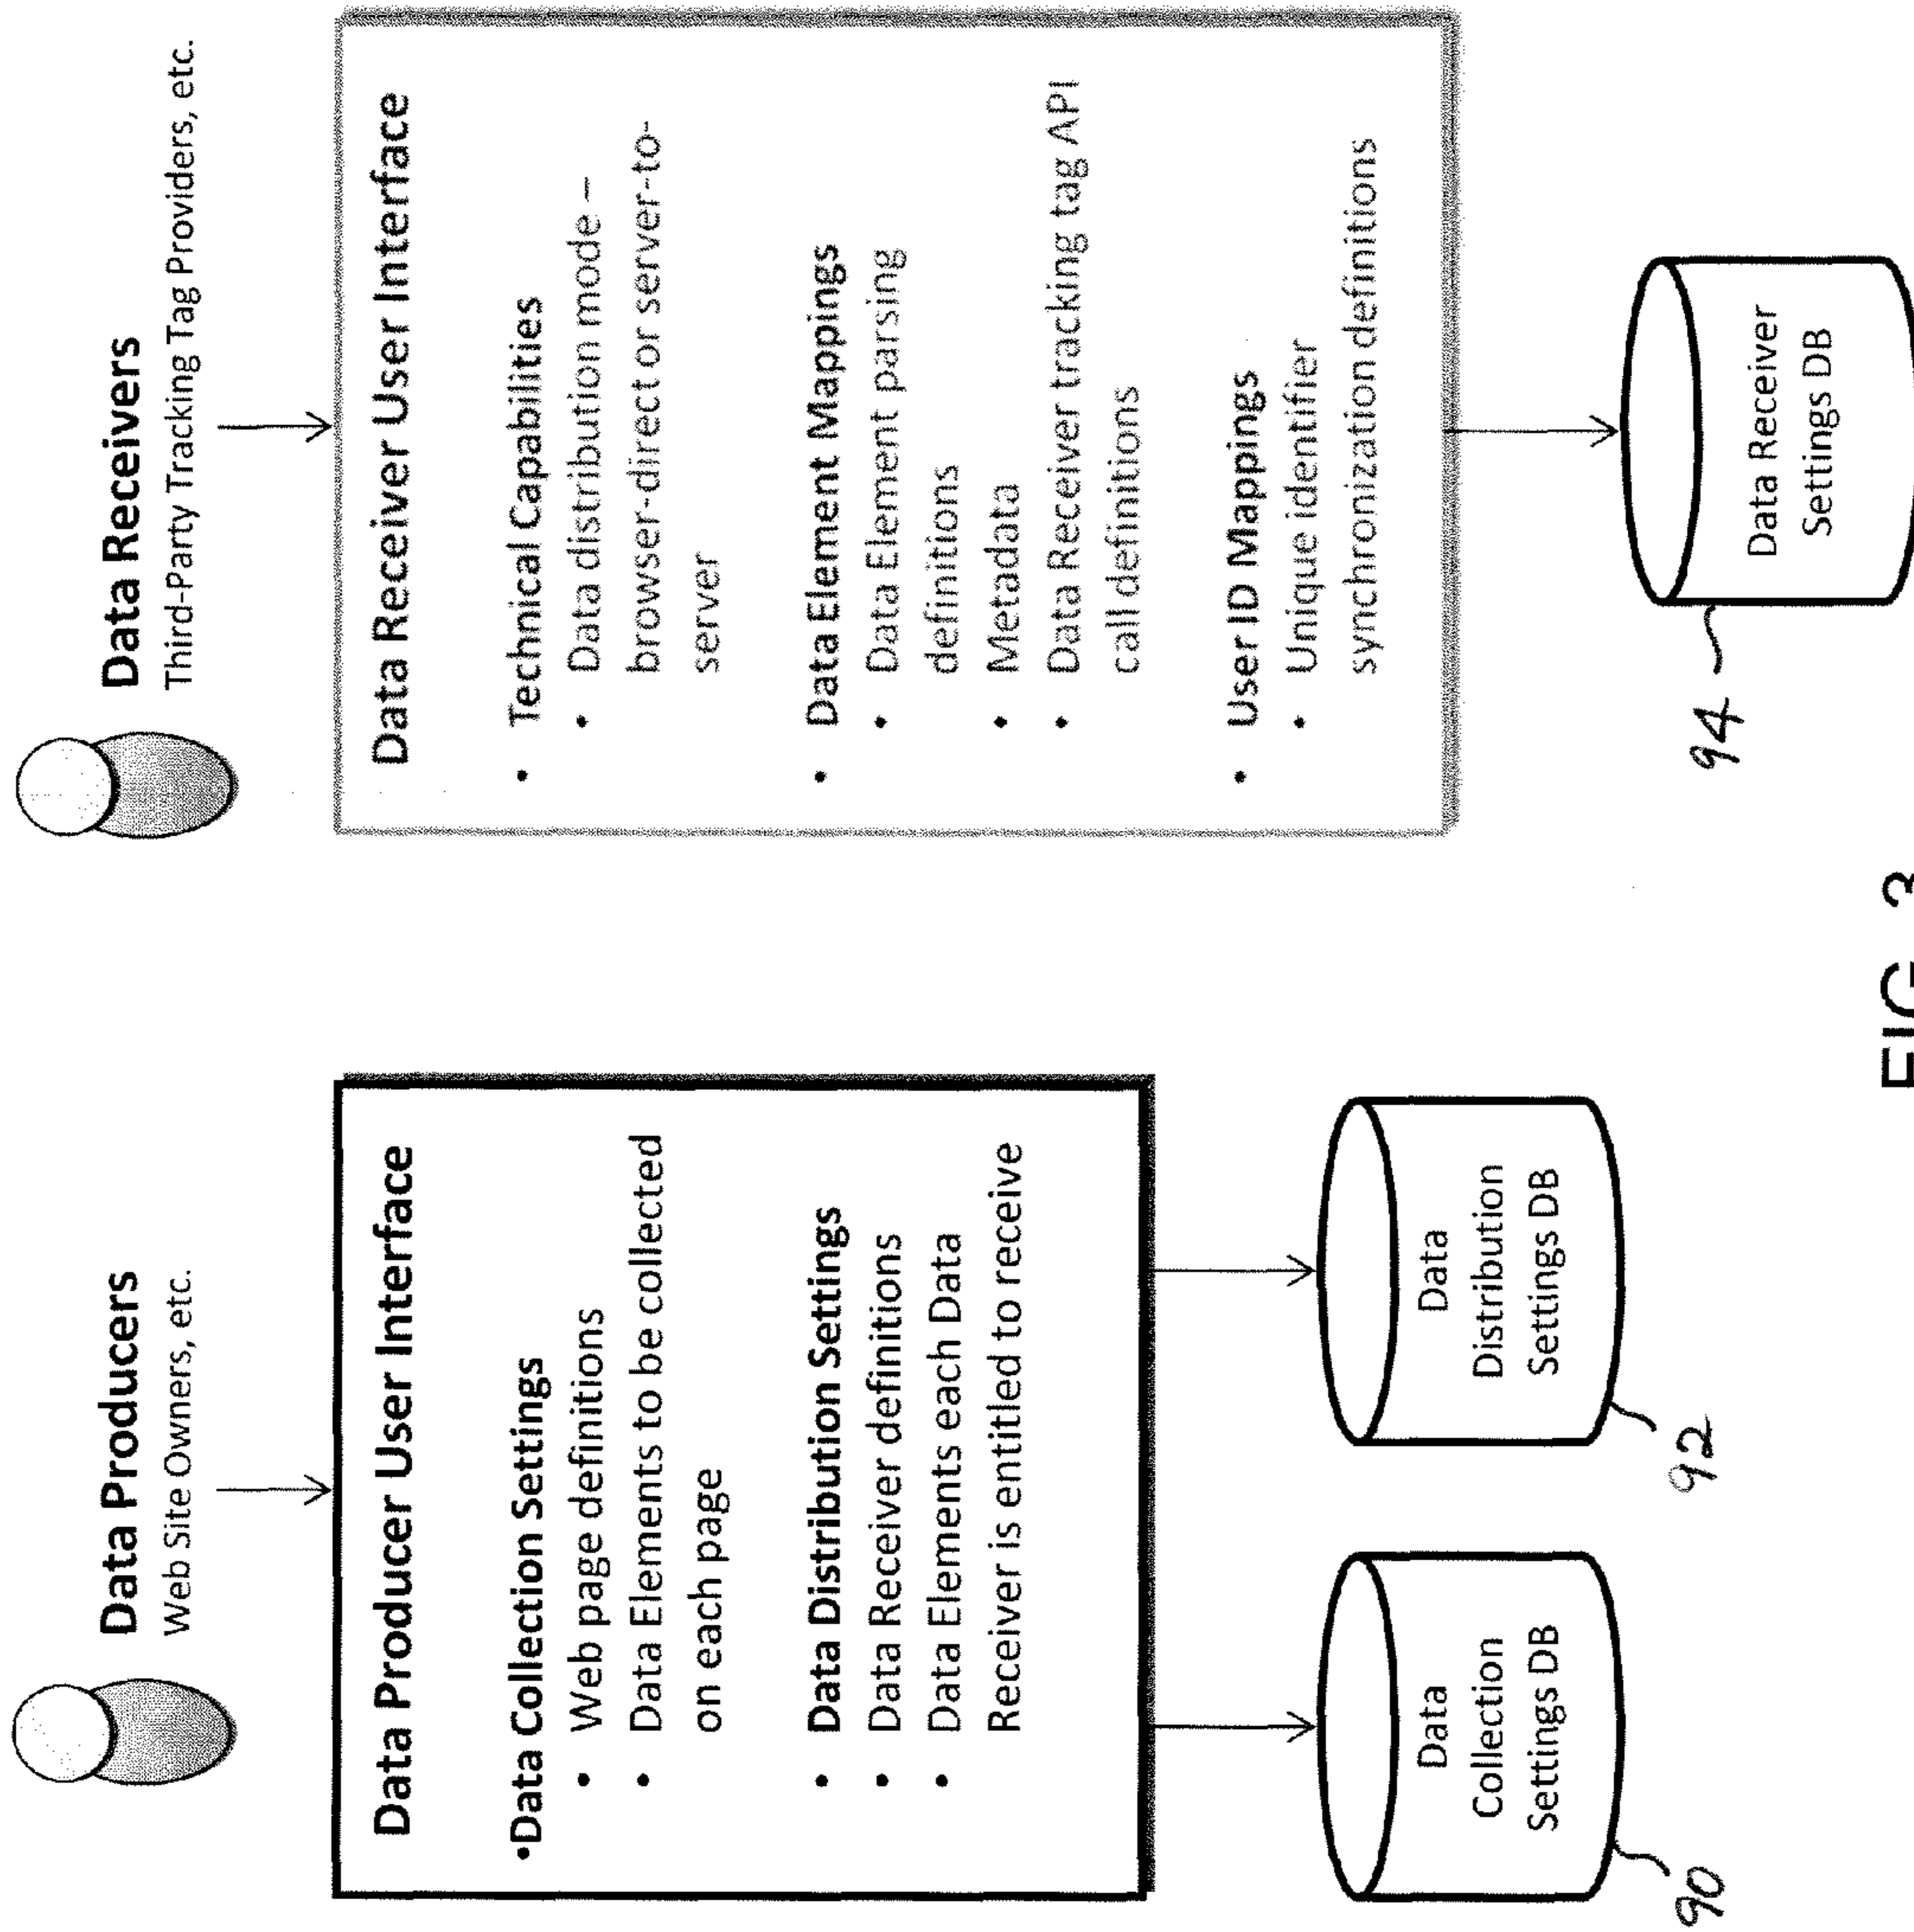 Data Producers
Web Site Owners, etc.
Data Producer User Interface
•Data Collection Settings
• Web page definitions
• Data Elements to be collected
on each page
• Data Distribution Settings
• Data Receiver definitions
• Data Elements each Data
Receiver is entitled to receive
Data
Collection
Settings DB
90
Data
Distribution
Settings DB
92
Data Receivers
Third-Party Tracking Tag Providers, etc.
Data Receiver User Interface
• Technical Capabilities
• Data distribution mode –
browser-direct or server-to-
server
• Data Element Mappings
• Data Element parsing
definitions
• Metadata
• Data Receiver tracking tag API
call definitions
• User ID Mappings
• Unique identifier
synchronization definitions
Data Receiver
Settings DB
94
FIG. 3